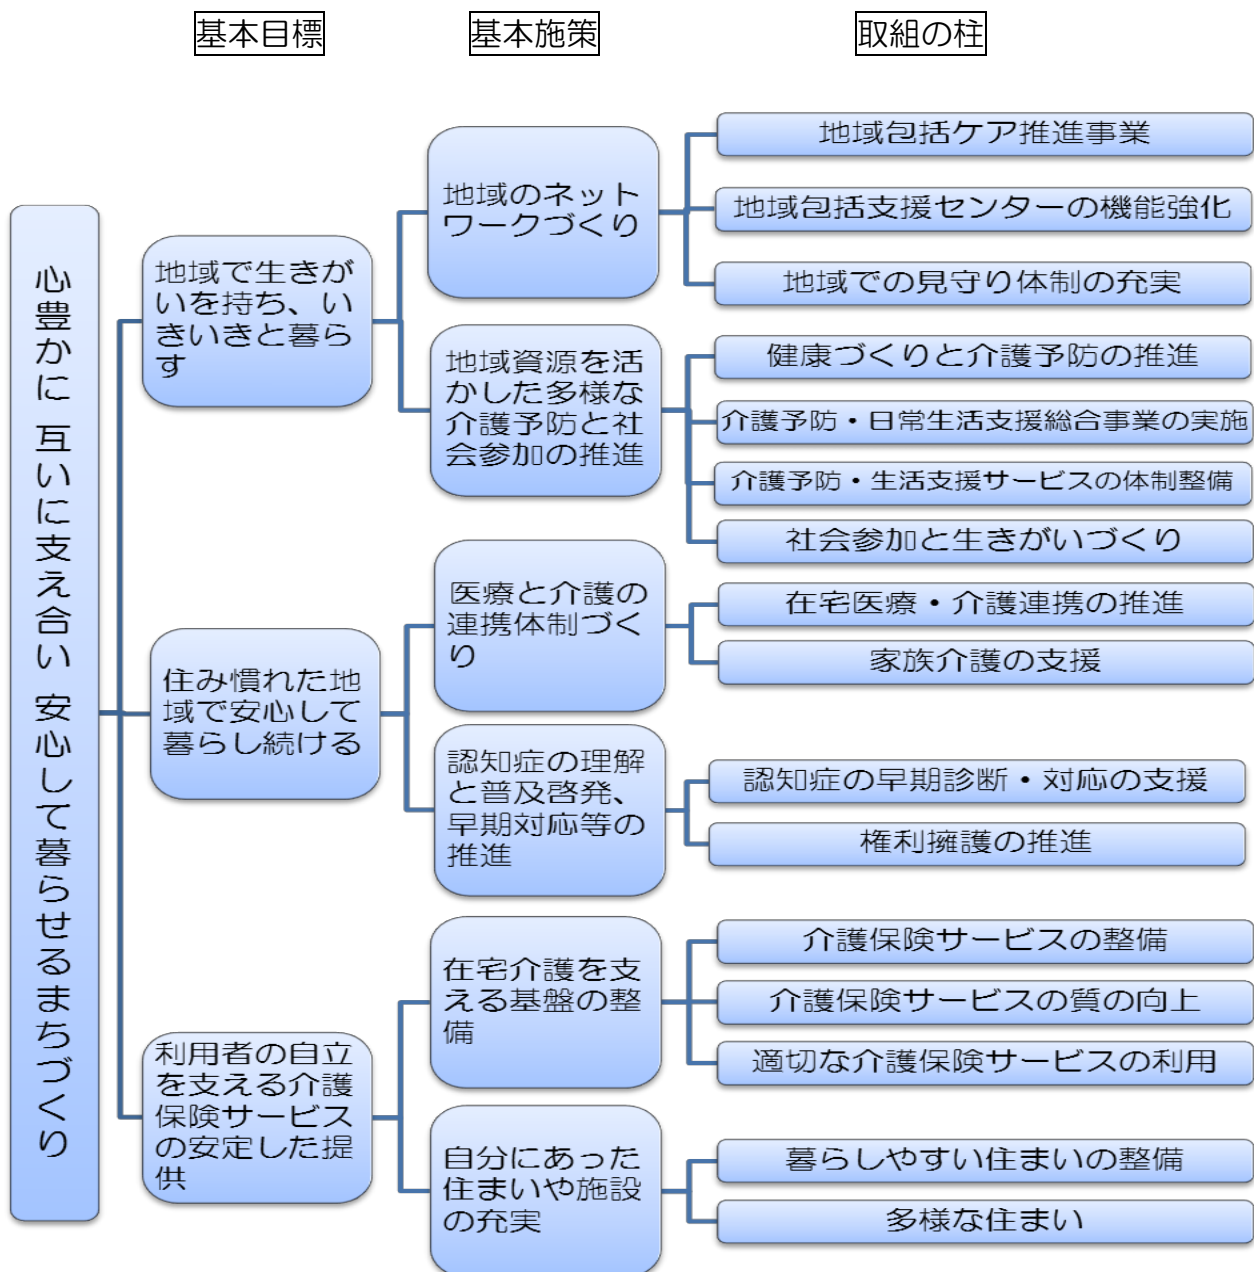 基本目標
基本施策
取組の柱
心豊かに 互いに支え合い 安心して暮らせるまちづくり
地域で生きが
いを持ち、い
きいきと暮ら
す
地域のネット
ワークづくり
地域包括ケア推進事業
地域包括支援センターの機能強化
地域での見守り体制の充実
地域資源を活
かした多様な
介護予防と社
会参加の推進
健康づくりと介護予防の推進
介護予防・日常生活支援総合事業の実施
介護予防・生活支援サービスの体制整備
社会参加と生きがいづくり
住み慣れた地
域で安心して
暮らし続ける
医療と介護の
連携体制づく
り
在宅医療・介護連携の推進
家族介護の支援
認知症の理解
と普及啓発、
早期対応等の
推進
認知症の早期診断・対応の支援
権利擁護の推進
利用者の自立
を支える介護
保険サービス
の安定した提
供
在宅介護を支
える基盤の整
備
介護保険サービスの整備
介護保険サービスの質の向上
適切な介護保険サービスの利用
自分にあった
住まいや施設
の充実
暮らしやすい住まいの整備
多様な住まい